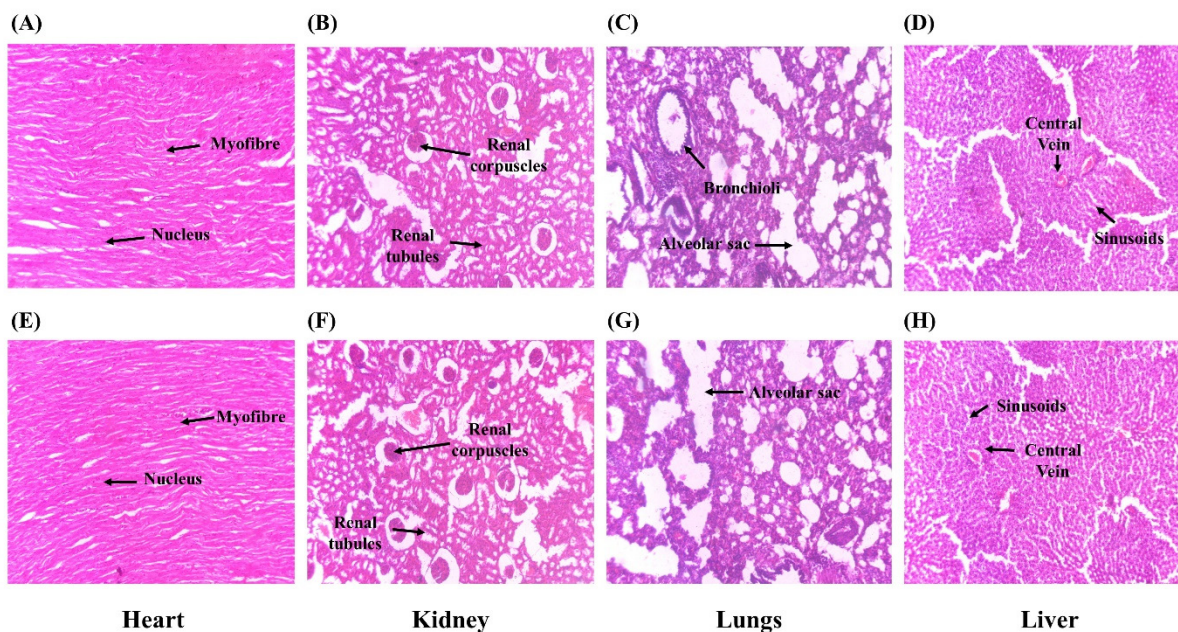 (A)
(B)
(C)
(D)
Myofibre
Nucleus
Renal
corpuscles
Renal
tubules
Bronchioli
Alveolar sac
Central
Vein
Sinusoids
(E)
(F)
(G)
(H)
Myofibre
Nucleus
Renal
corpuscles
Renal
tubules
Alveolar sac
Sinusoids
Central
Vein
Heart
Kidney
Lungs
Liver